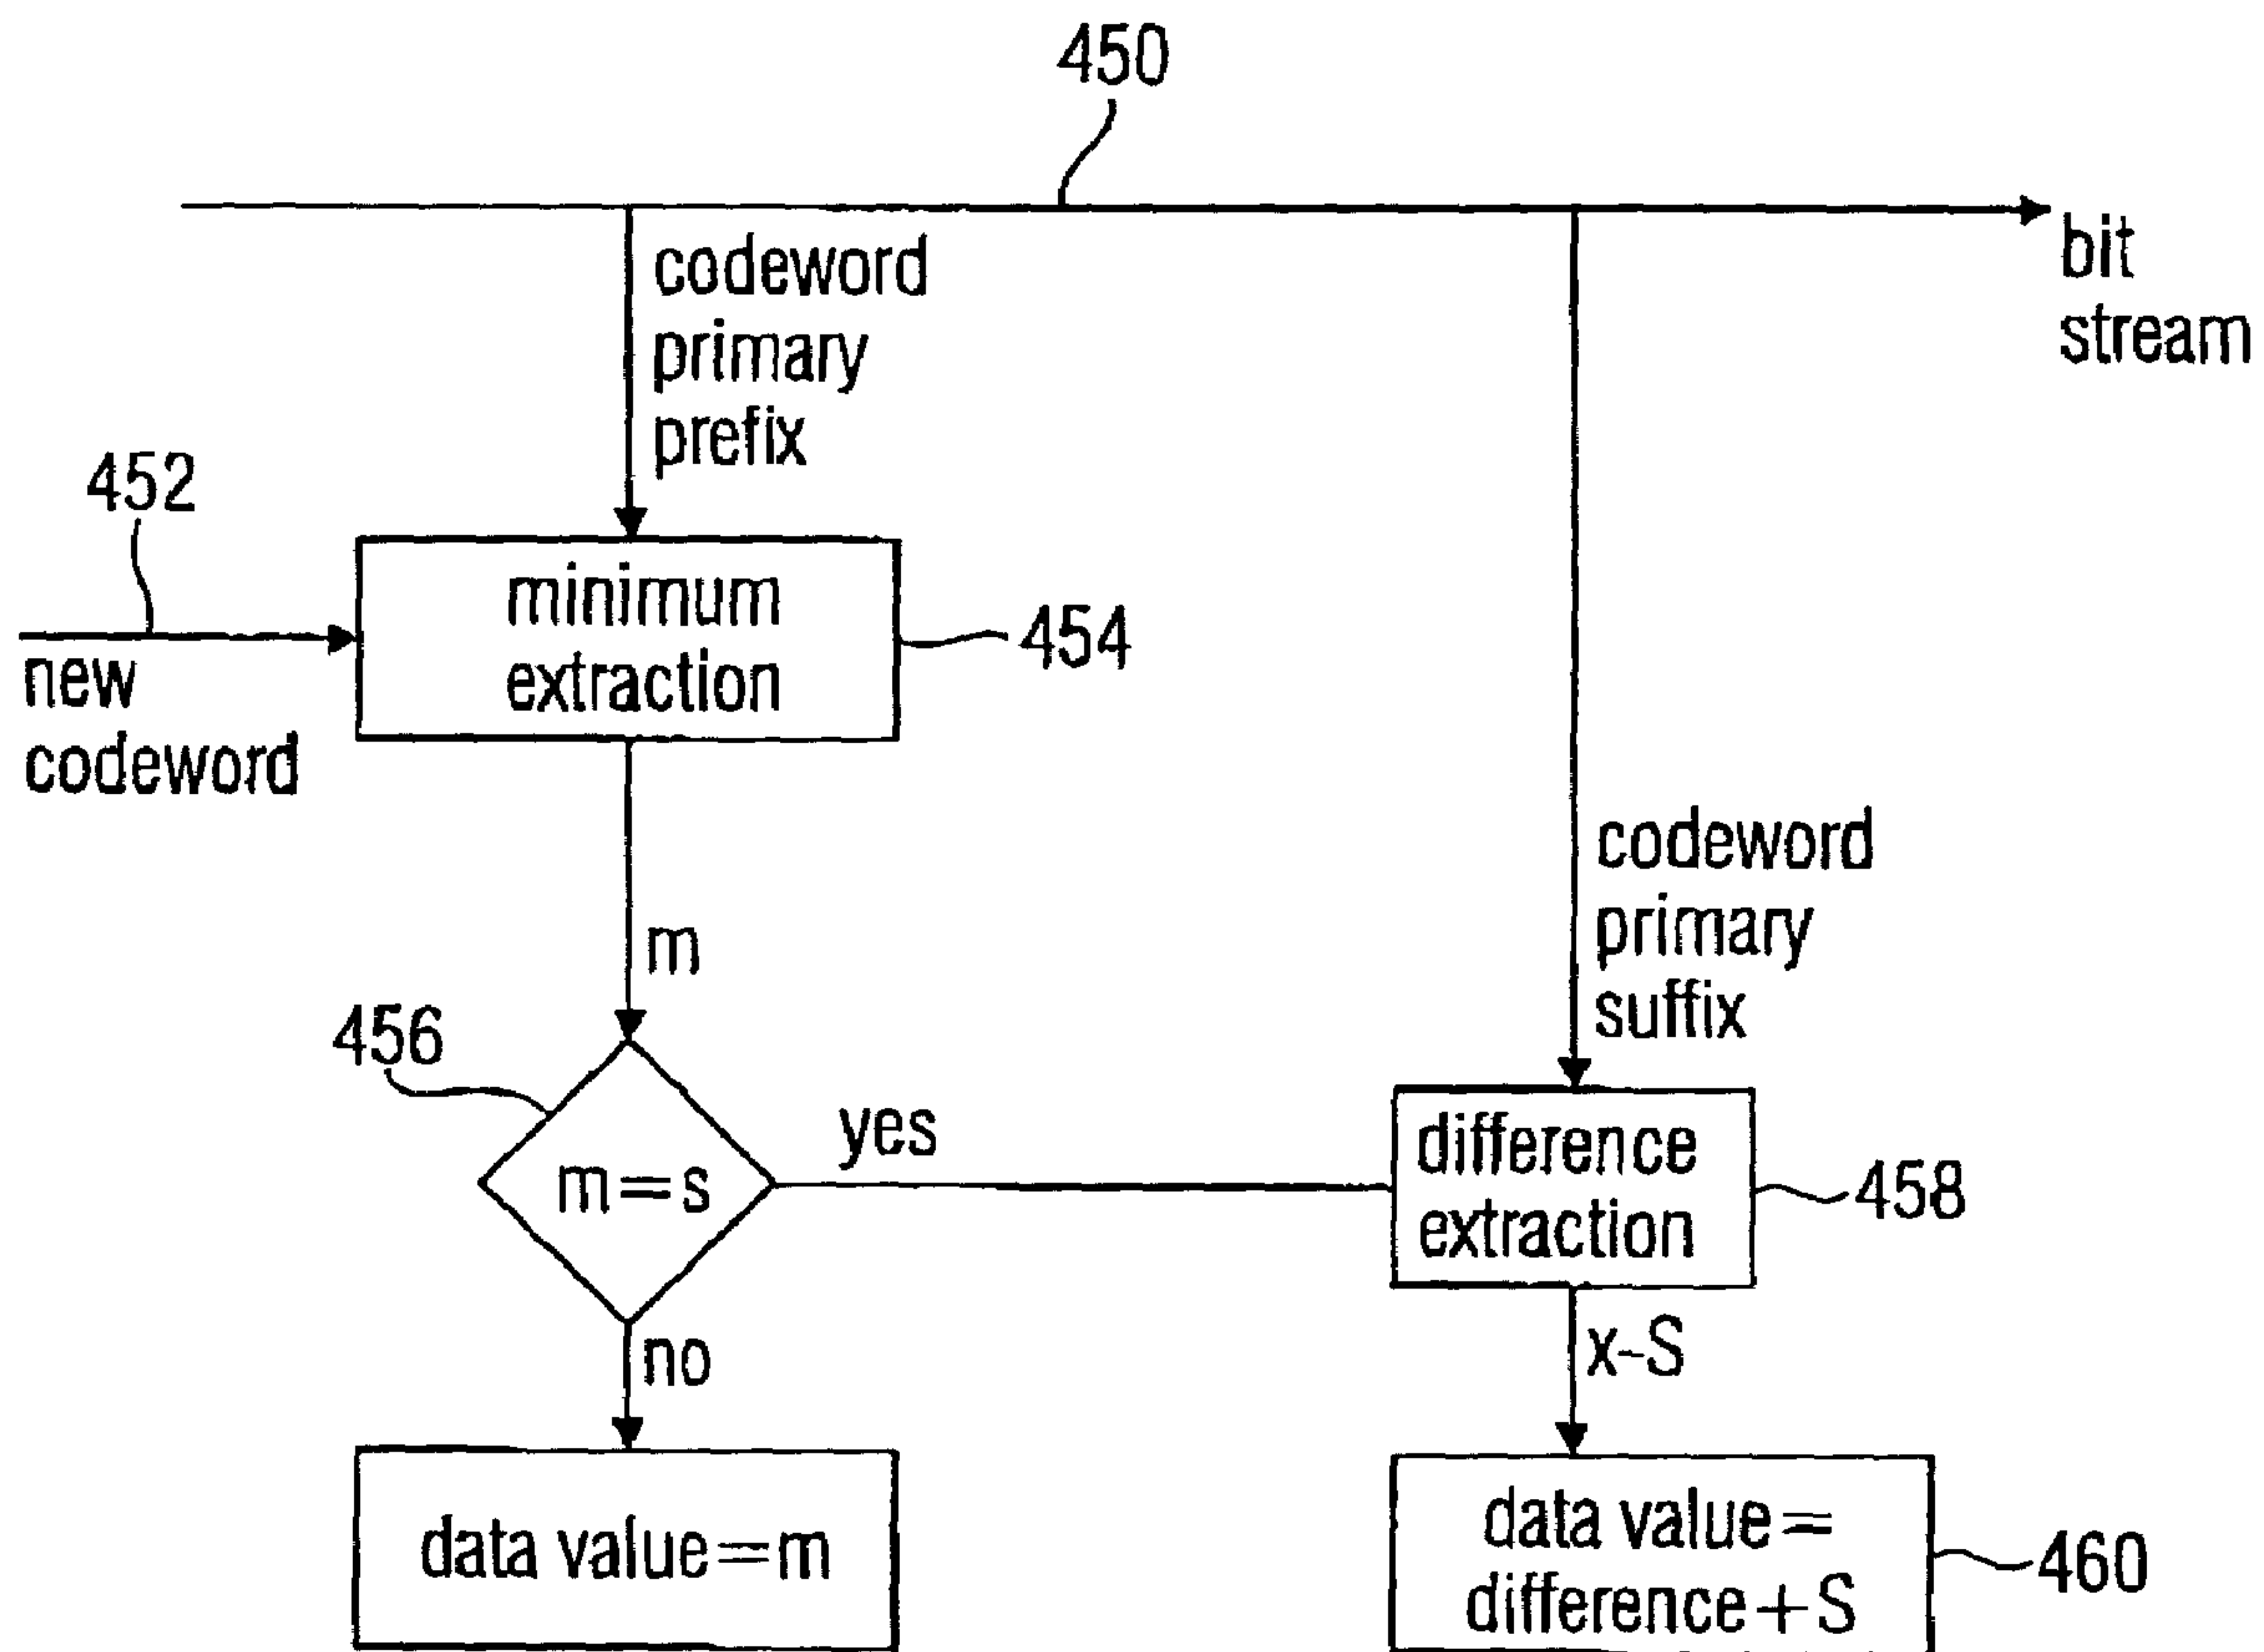 450
bit
stream
codeword
primary
prefix
452
new
codeword
minimum
extraction
454
m
codeword
primary
suffix
456
m=s
yes
difference
extraction
458
no
x-S
data value=m
data value=
difference+S
460